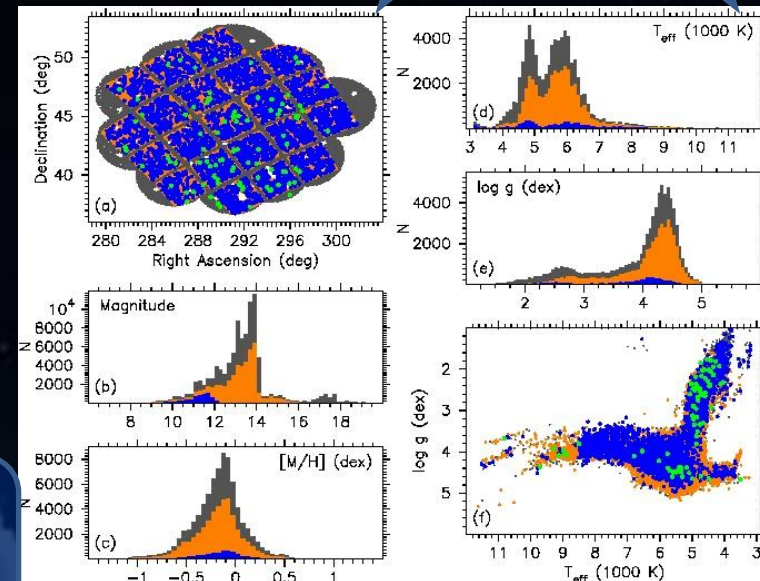 Declination (deg)
50
45
40
(a)
280 284 288 292 296 300
Right Ascension (deg)
Magnitude
N
10⁴
8000
6000
4000
2000
(b)
8 10 12 14 16 18
[M/H] (dex)
N
8000
6000
4000
2000
(c)
−1 −0.5 0 0.5 1
T_eff (1000 K)
N
4000
2000
(d)
3 4 5 6 7 8 9 10 11
log g (dex)
N
4000
2000
(e)
2 3 4 5
log g (dex)
2
3
4
5
(f)
11 10 9 8 7 6 5 4 3
T_eff (1000 K)